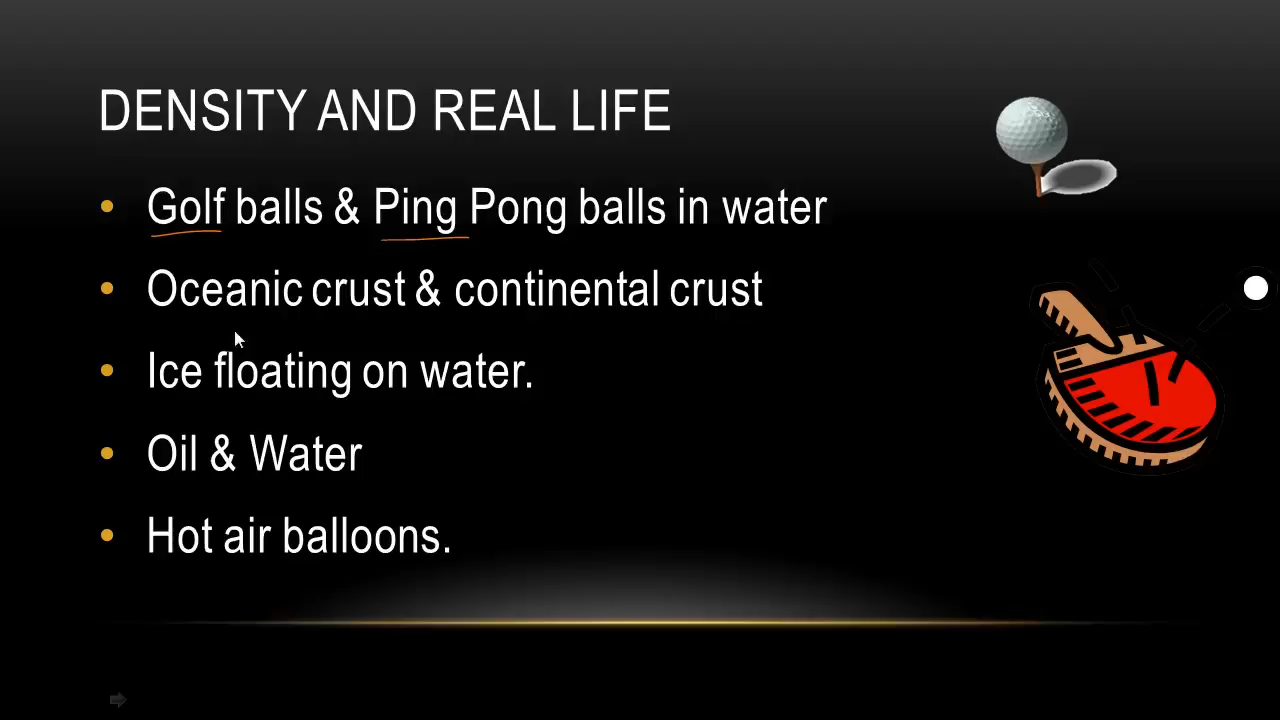 DENSITY AND REAL LIFE
• Golf balls & Ping Pong balls in water
• Oceanic crust & continental crust
• Ice floating on water.
• Oil & Water
• Hot air balloons.